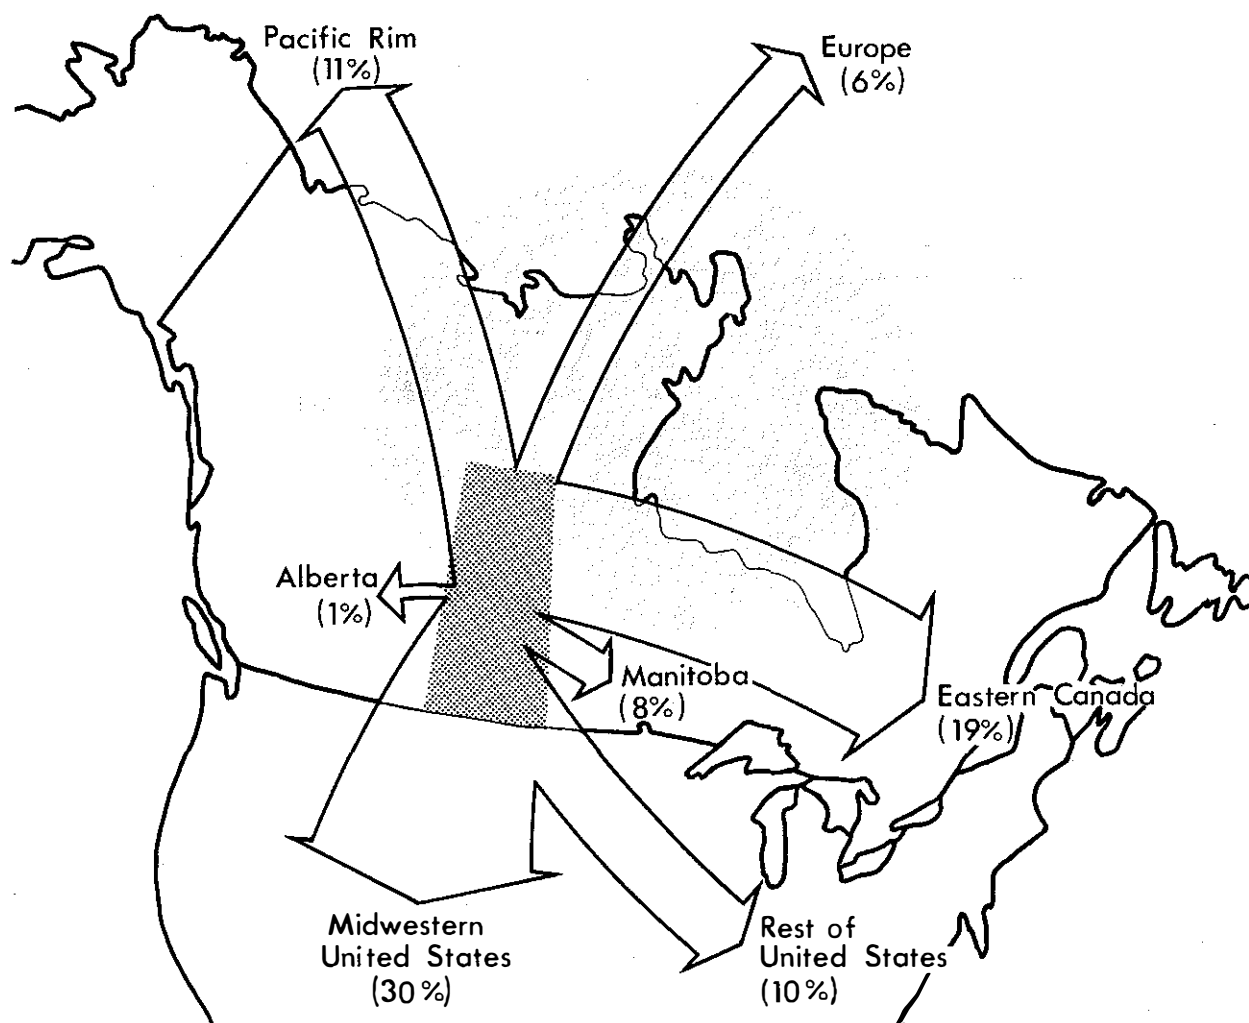 Pacific Rim
(11%)
Europe
(6%)
Alberta
(1%)
Manitoba
(8%)
Eastern Canada
(19%)
Midwestern
United States
(30%)
Rest of
United States
(10%)